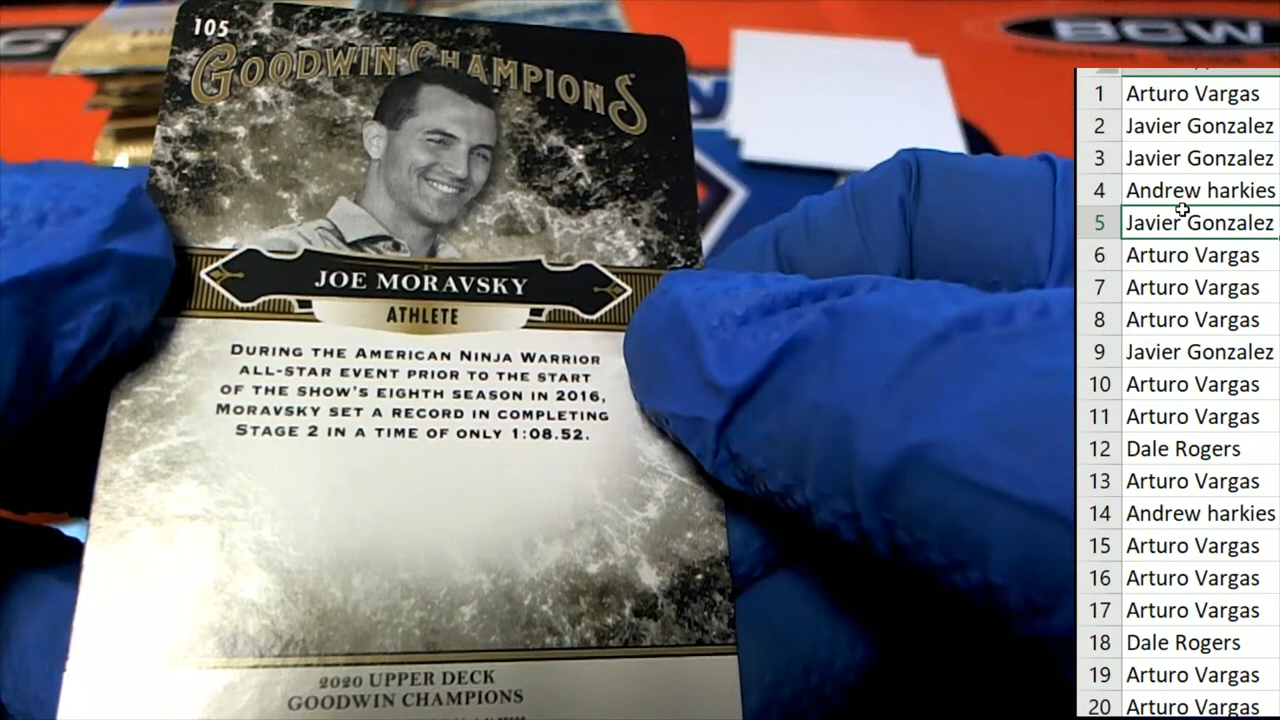 105
GOODWIN CHAMPIONS
JOE MORAVSKY
ATHLETE
DURING THE AMERICAN NINJA WARRIOR
ALL-STAR EVENT PRIOR TO THE START
OF THE SHOW'S EIGHTH SEASON IN 2016,
MORAVSKY SET A RECORD IN COMPLETING
STAGE 2 IN A TIME OF ONLY 1:08.52.
2020 UPPER DECK
GOODWIN CHAMPIONS
BCW
1 Arturo Vargas
2 Javier Gonzalez
3 Javier Gonzalez
4 Andrew harkies
5 Javier Gonzalez
6 Arturo Vargas
7 Arturo Vargas
8 Arturo Vargas
9 Javier Gonzalez
10 Arturo Vargas
11 Arturo Vargas
12 Dale Rogers
13 Arturo Vargas
14 Andrew harkies
15 Arturo Vargas
16 Arturo Vargas
17 Arturo Vargas
18 Dale Rogers
19 Arturo Vargas
20 Arturo Vargas